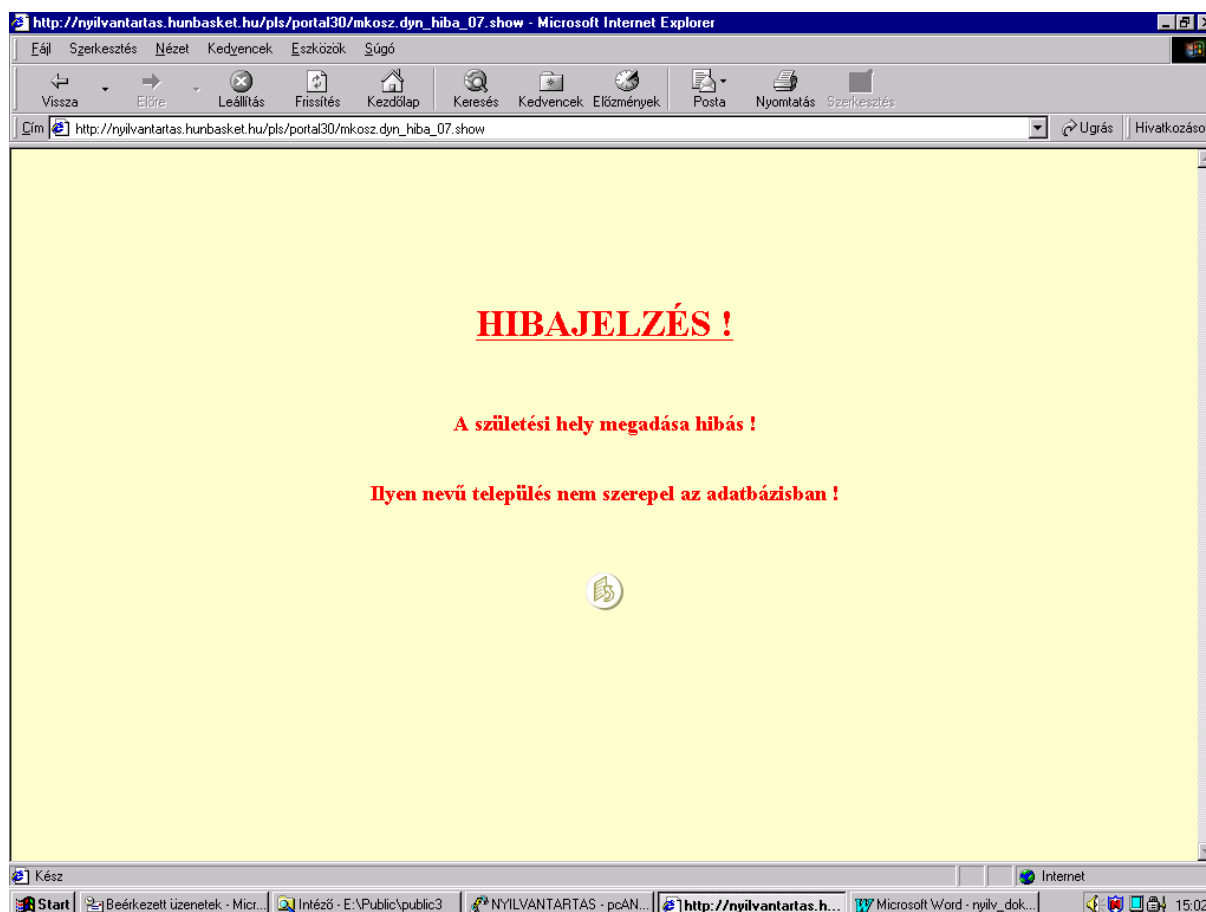 http://nyilvantartas.hunbasket.hu/pls/portal30/mkosz.dyn_hiba_07.show - Microsoft Internet Explorer
Fájl Szerkesztés Nézet Kedvencek Eszközök Súgó
Vissza Előre Leállítás Frissítés Kezdőlap Keresés Kedvencek Előzmények Posta Nyomtatás Szerkesztés
Cím http://nyilvantartas.hunbasket.hu/pls/portal30/mkosz.dyn_hiba_07.show Ugrás Hivatkozáso
HIBAJELZÉS !
A születési hely megadása hibás !
Ilyen nevű település nem szerepel az adatbázisban !
Kész Internet
Start Beérkezett üzenetek - Micr... Intéző - E:\Public\public3 NYILVANTARTAS - pcAN... http://nyilvantartas.h... Microsoft Word - nyilv_dok... 15:02